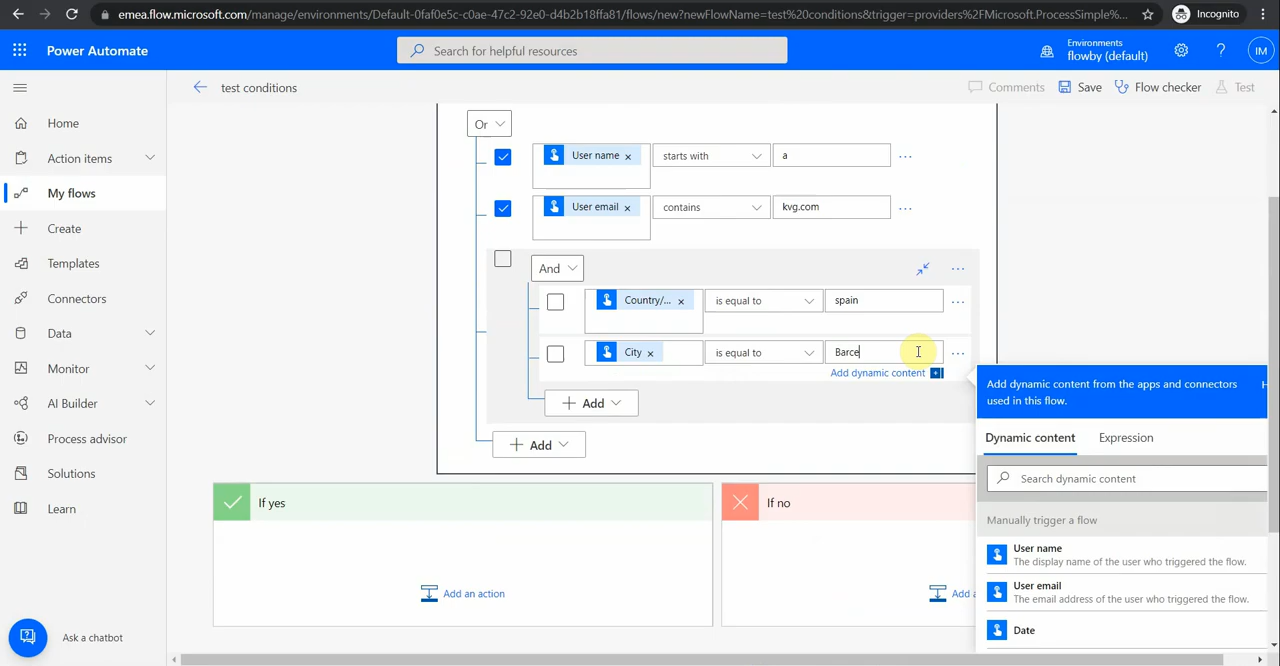 emea.flow.microsoft.com/manage/environments/Default-0faf0e5c-c0ae-47c2-92e0-d4b2b18ffa81/flows/new?newFlowName=test%20conditions&trigger=providers%2FMicrosoft.ProcessSimple%...
Incognito
Power Automate
Search for helpful resources
Environments
flowby (default)
?
IM
test conditions
Comments
Save
Flow checker
Test
Home
Action items
My flows
Create
Templates
Connectors
Data
Monitor
AI Builder
Process advisor
Solutions
Learn
Ask a chatbot
Or
User name × starts with a ...
User email × contains kvg.com ...
And ...
Country/... × is equal to spain ...
City × is equal to Barce ...
Add dynamic content
+ Add
+ Add
If yes
Add an action
If no
Add a
Add dynamic content from the apps and connectors
used in this flow.
H
Dynamic content Expression
Search dynamic content
Manually trigger a flow
User name
The display name of the user who triggered the flow.
User email
The email address of the user who triggered the flow.
Date